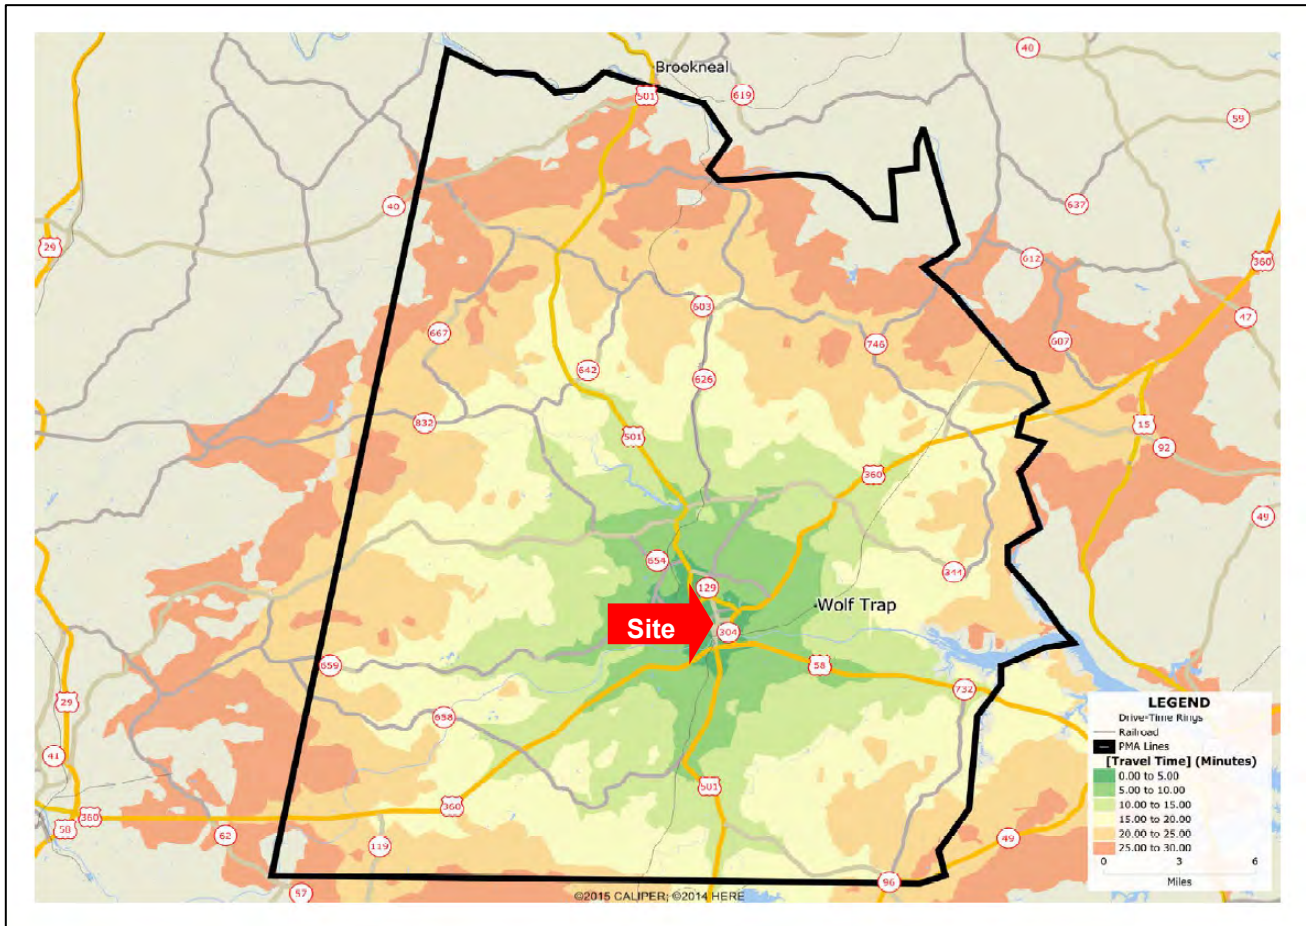 Brookneal
40
501
619
59
40
637
29
612
360
603
47
667
746
607
642
626
832
15
501
92
360
49
654
344
129
Wolf Trap
Site
304
659
58
732
29
658
LEGEND
Drive-Time Rings
Railroad
PMA Lines
41
[Travel Time] (Minutes)
0.00 to 5.00
501
5.00 to 10.00
360
10.00 to 15.00
360
15.00 to 20.00
58
62
49
20.00 to 25.00
119
25.00 to 30.00
0 3 6
96
Miles
57
©2015 CALIPER; ©2014 HERE